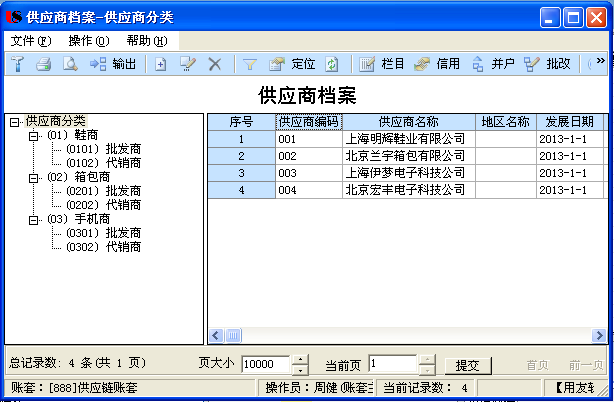 供应商档案-供应商分类
文件(F) 操作(O) 帮助(H)
输出 定位 栏目 信用 并户 批改 »
供应商档案
供应商分类
(01) 鞋商
(0101) 批发商
(0102) 代销商
(02) 箱包商
(0201) 批发商
(0202) 代销商
(03) 手机商
(0301) 批发商
(0302) 代销商
序号 供应商编码 供应商名称 地区名称 发展日期
1 001 上海明辉鞋业有限公司 2013-1-1
2 002 北京兰宇箱包有限公司 2013-1-1
3 003 上海伊梦电子科技公司 2013-1-1
4 004 北京宏丰电子科技公司 2013-1-1
总记录数: 4 条(共 1 页) 页大小 10000 当前页 1 提交 首页 前一页
账套: [888]供应链账套 操作员: 周健(账套主 当前记录数: 4 【用友软